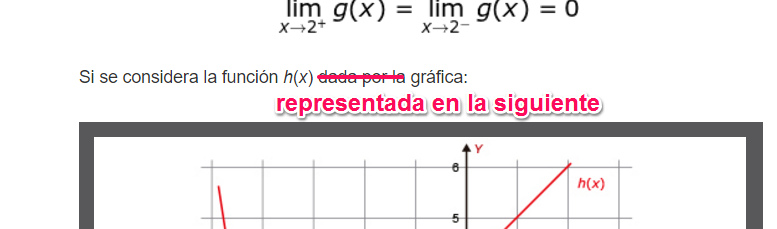 lim g(x) = lim g(x) = 0
x→2⁺ x→2⁻
Si se considera la función h(x) dada por la gráfica:
representada en la siguiente
Y
6
h(x)
5